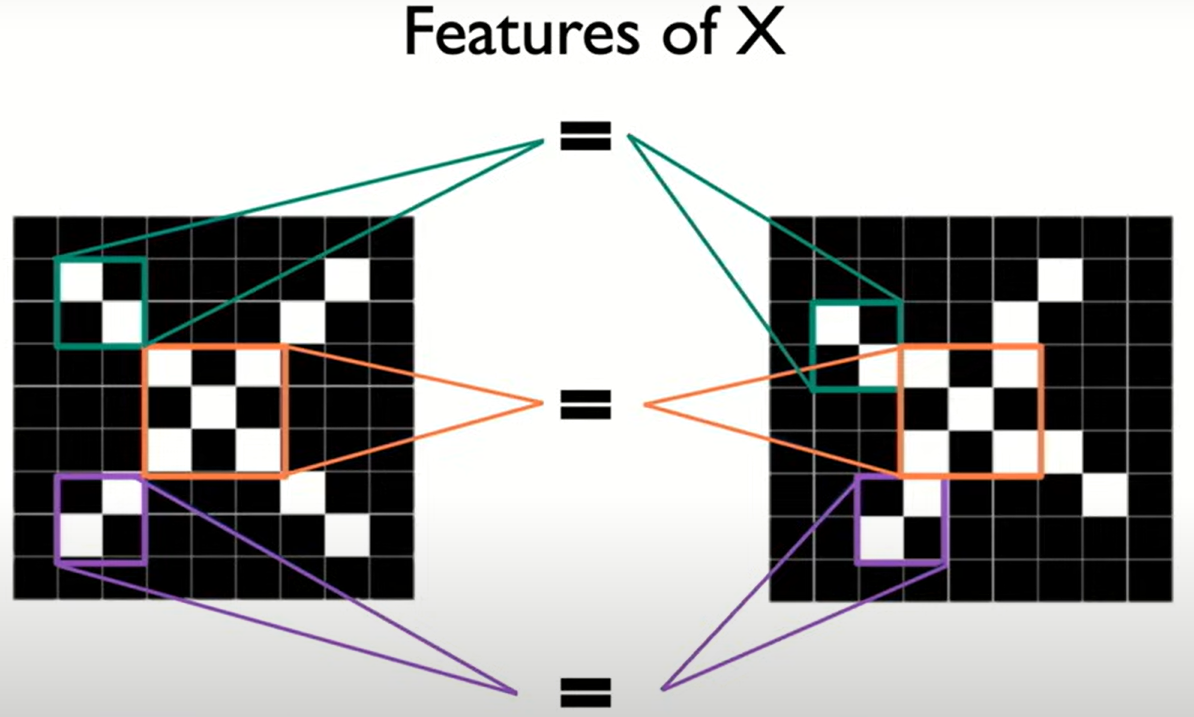 Features of X
=
=
=